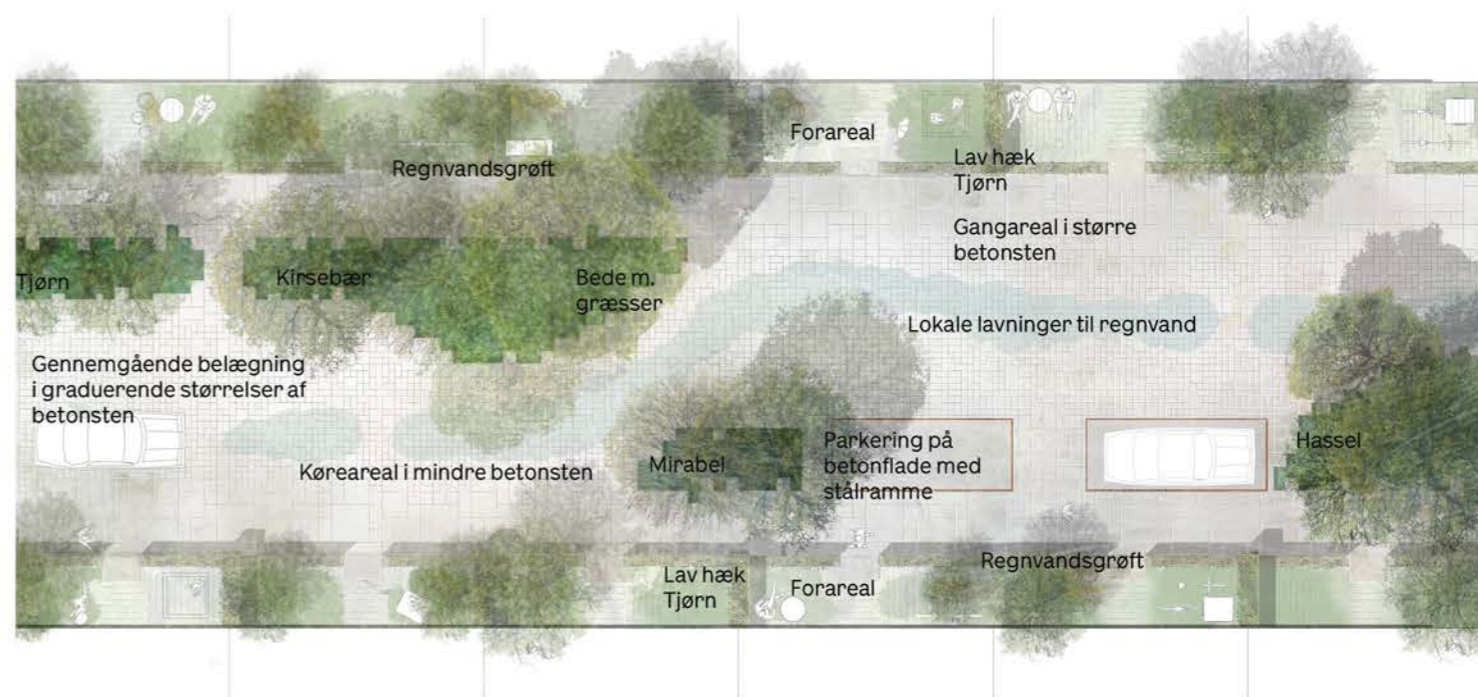 Forareal
Regnvandsgrøft
Lav hæk
Tjørn
Gangareal i større
betonsten
Tjørn
Kirsebær
Bede m.
græsser
Lokale lavninger til regnvand
Gennemgående belægning
i graduerende størrelser af
betonsten
Køreareal i mindre betonsten
Mirabel
Parkering på
betonflade med
stålramme
Hassel
Regnvandsgrøft
Lav hæk
Tjørn
Forareal